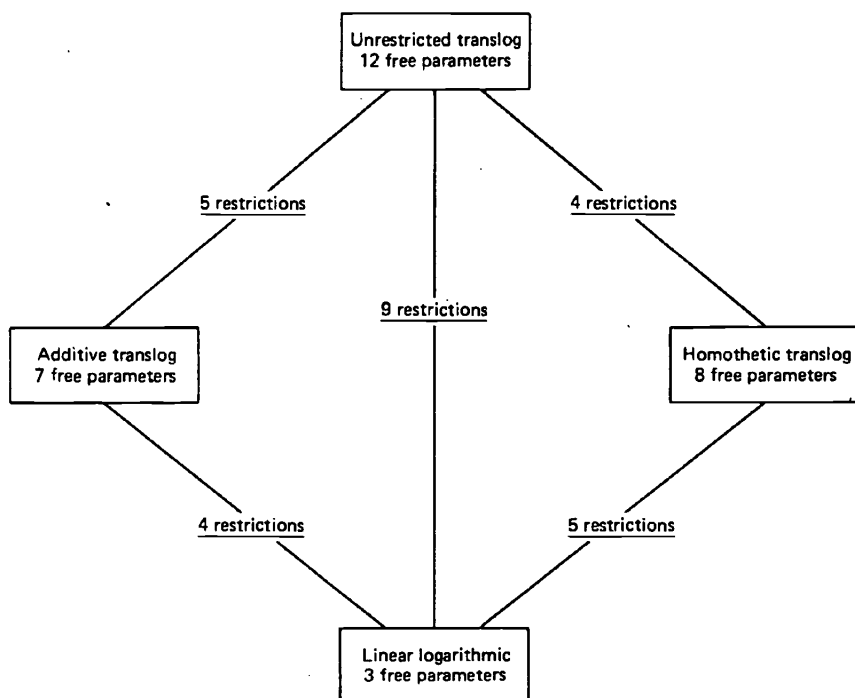 Unrestricted translog
12 free parameters
5 restrictions
4 restrictions
9 restrictions
Additive translog
7 free parameters
Homothetic translog
8 free parameters
4 restrictions
5 restrictions
Linear logarithmic
3 free parameters